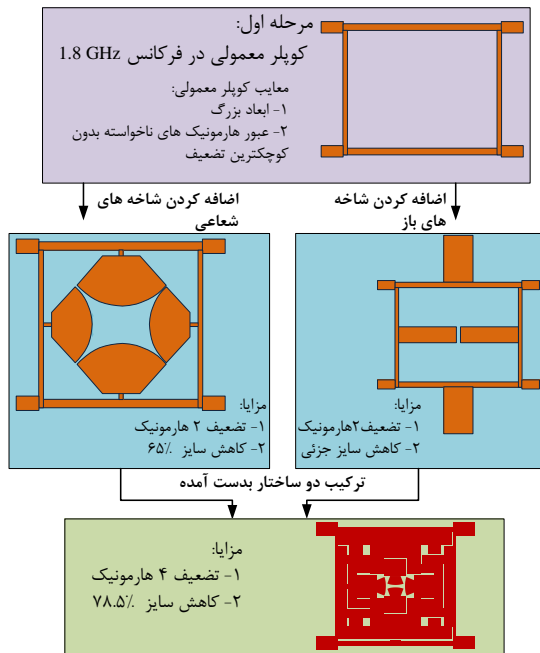 مرحله اول:
کوپلر معمولی در فرکانس 1.8 GHz
معایب کوپلر معمولی:
۱- ابعاد بزرگ
۲- عبور هارمونیک های ناخواسته بدون
کوچکترین تضعیف
اضافه کردن شاخه
های باز
اضافه کردن شاخه های
شعاعی
مزایا:
۱- تضعیف۲هارمونیک
۲- کاهش سایز جزئی
مزایا:
۱- تضعیف ۲ هارمونیک
۲- کاهش سایز ۶۵٪
ترکیب دو ساختار بدست آمده
مزایا:
۱- تضعیف ۴ هارمونیک
۲- کاهش سایز ۷۸.۵٪